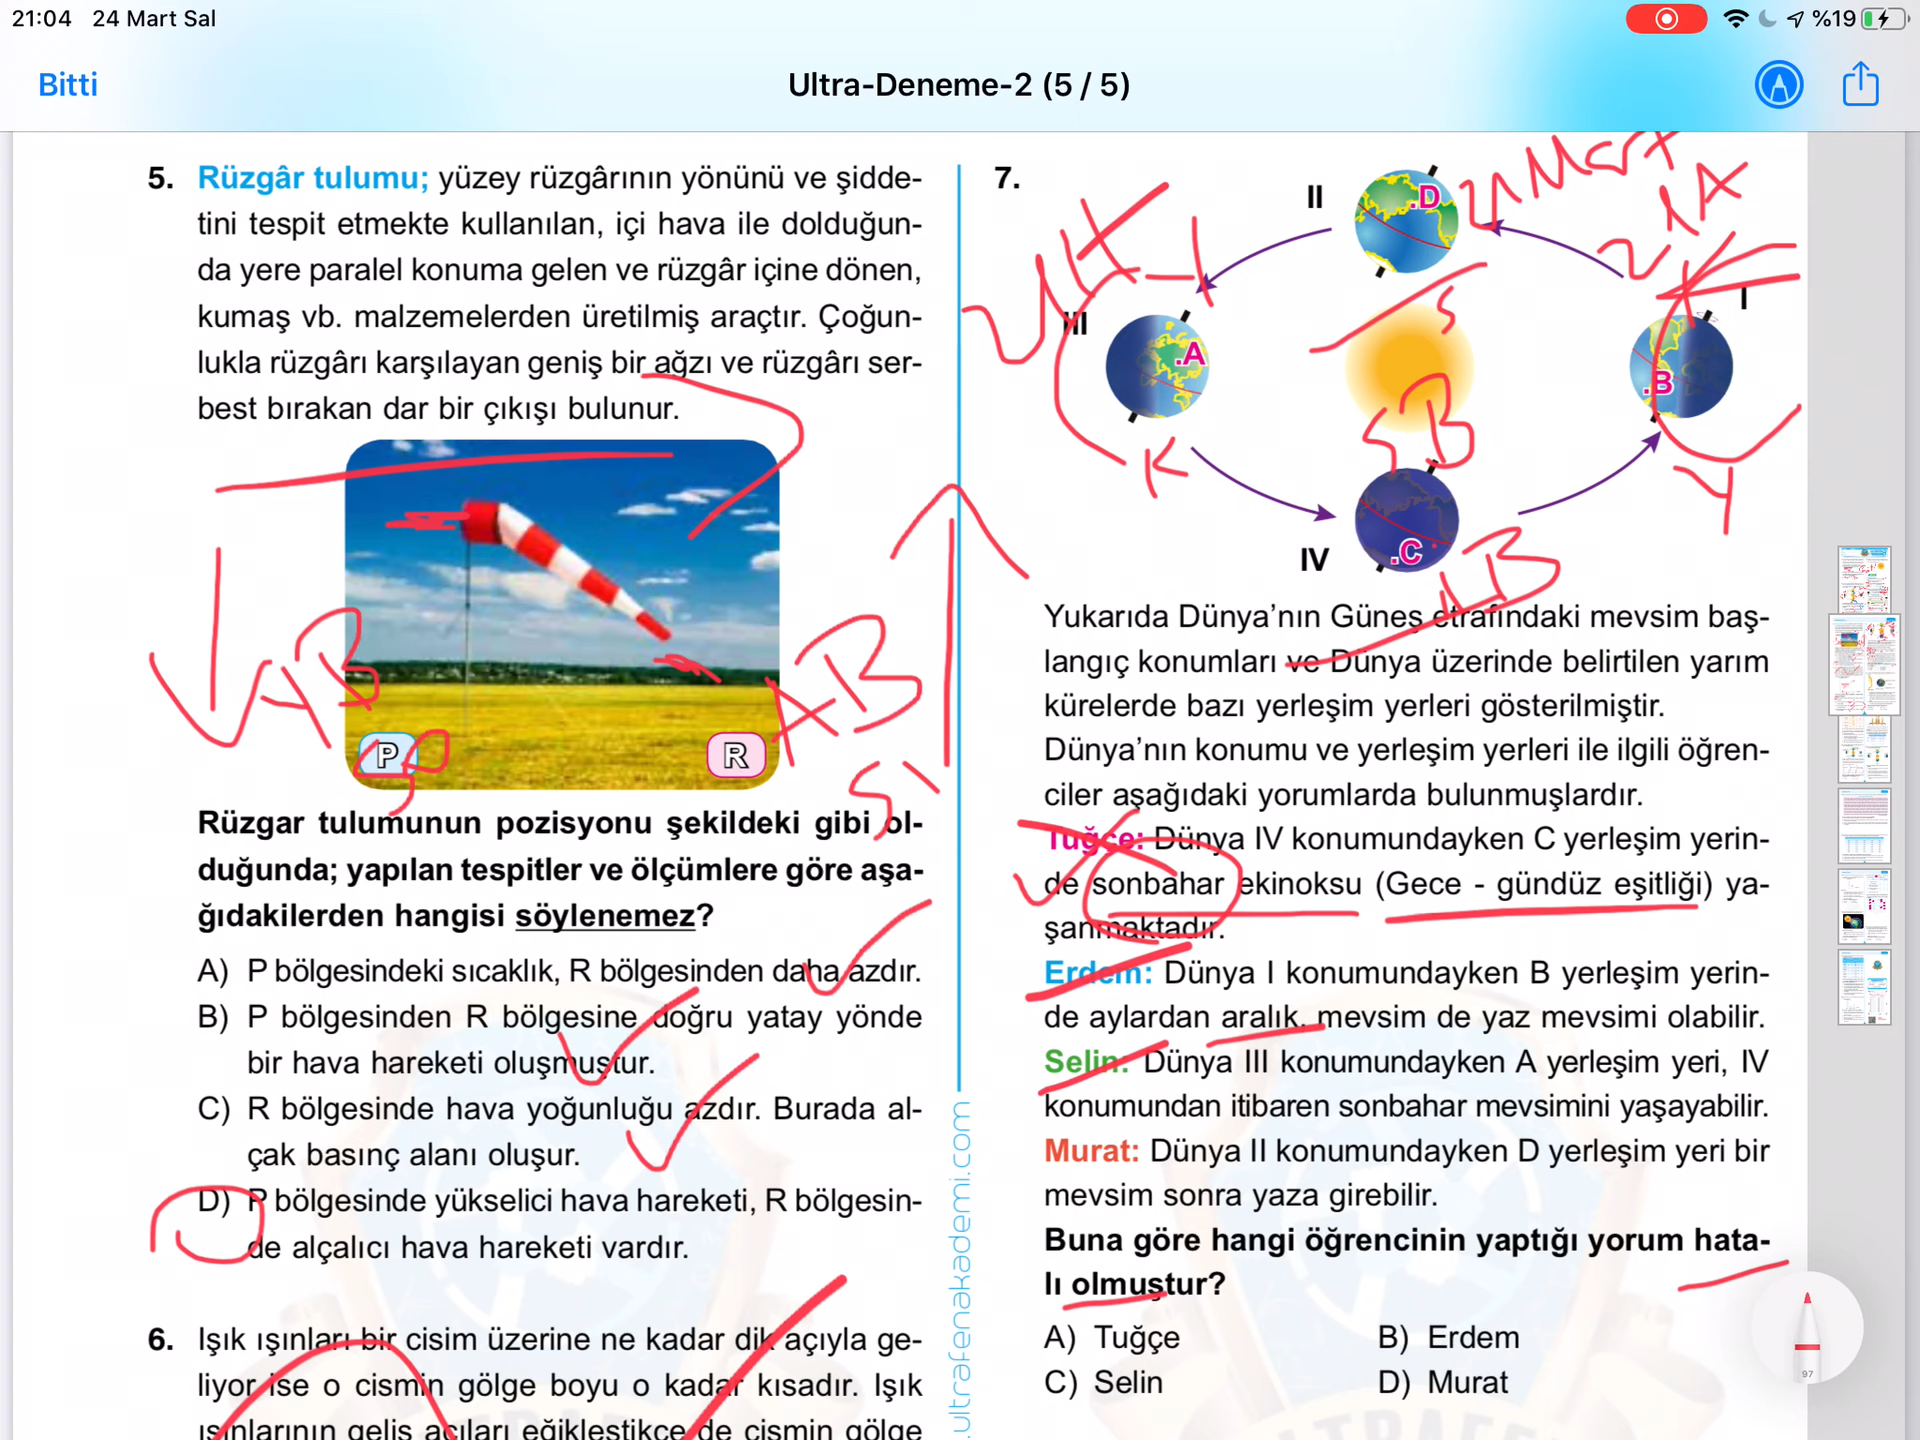 21:04 24 Mart Sal
%19
Bitti
Ultra-Deneme-2 (5 / 5)
5. Rüzgâr tulumu; yüzey rüzgârının yönünü ve şidde-
tini tespit etmekte kullanılan, içi hava ile dolduğun-
da yere paralel konuma gelen ve rüzgâr içine dönen,
kumaş vb. malzemelerden üretilmiş araçtır. Çoğun-
lukla rüzgârı karşılayan geniş bir ağzı ve rüzgârı ser-
best bırakan dar bir çıkışı bulunur.
YB
AB
P
R
Rüzgar tulumunun pozisyonu şekildeki gibi ol-
duğunda; yapılan tespitler ve ölçümlere göre aşa-
ğıdakilerden hangisi söylenemez?
A) P bölgesindeki sıcaklık, R bölgesinden daha azdır.
B) P bölgesinden R bölgesine doğru yatay yönde
bir hava hareketi oluşmuştur.
C) R bölgesinde hava yoğunluğu azdır. Burada al-
çak basınç alanı oluşur.
D) P bölgesinde yükselici hava hareketi, R bölgesin-
de alçalıcı hava hareketi vardır.
6. Işık ışınları bir cisim üzerine ne kadar dik açıyla ge-
liyor ise o cismin gölge boyu o kadar kısadır. Işık
ışınlarının geliş açıları eğikleştikçe de cismin gölge
.ultrafenakademi.com
7.
II
.D
21 Mart
21 A
III
.A
I
.B
S
SB
K
Y
IV
.C
AB
Yukarıda Dünya'nın Güneş etrafındaki mevsim baş-
langıç konumları ve Dünya üzerinde belirtilen yarım
kürelerde bazı yerleşim yerleri gösterilmiştir.
Dünya'nın konumu ve yerleşim yerleri ile ilgili öğren-
ciler aşağıdaki yorumlarda bulunmuşlardır.
Tuğçe: Dünya IV konumundayken C yerleşim yerin-
de sonbahar ekinoksu (Gece - gündüz eşitliği) ya-
şanmaktadır.
Erdem: Dünya I konumundayken B yerleşim yerin-
de aylardan aralık, mevsim de yaz mevsimi olabilir.
Selin: Dünya III konumundayken A yerleşim yeri, IV
konumundan itibaren sonbahar mevsimini yaşayabilir.
Murat: Dünya II konumundayken D yerleşim yeri bir
mevsim sonra yaza girebilir.
Buna göre hangi öğrencinin yaptığı yorum hata-
lı olmuştur?
A) Tuğçe B) Erdem
C) Selin D) Murat
97